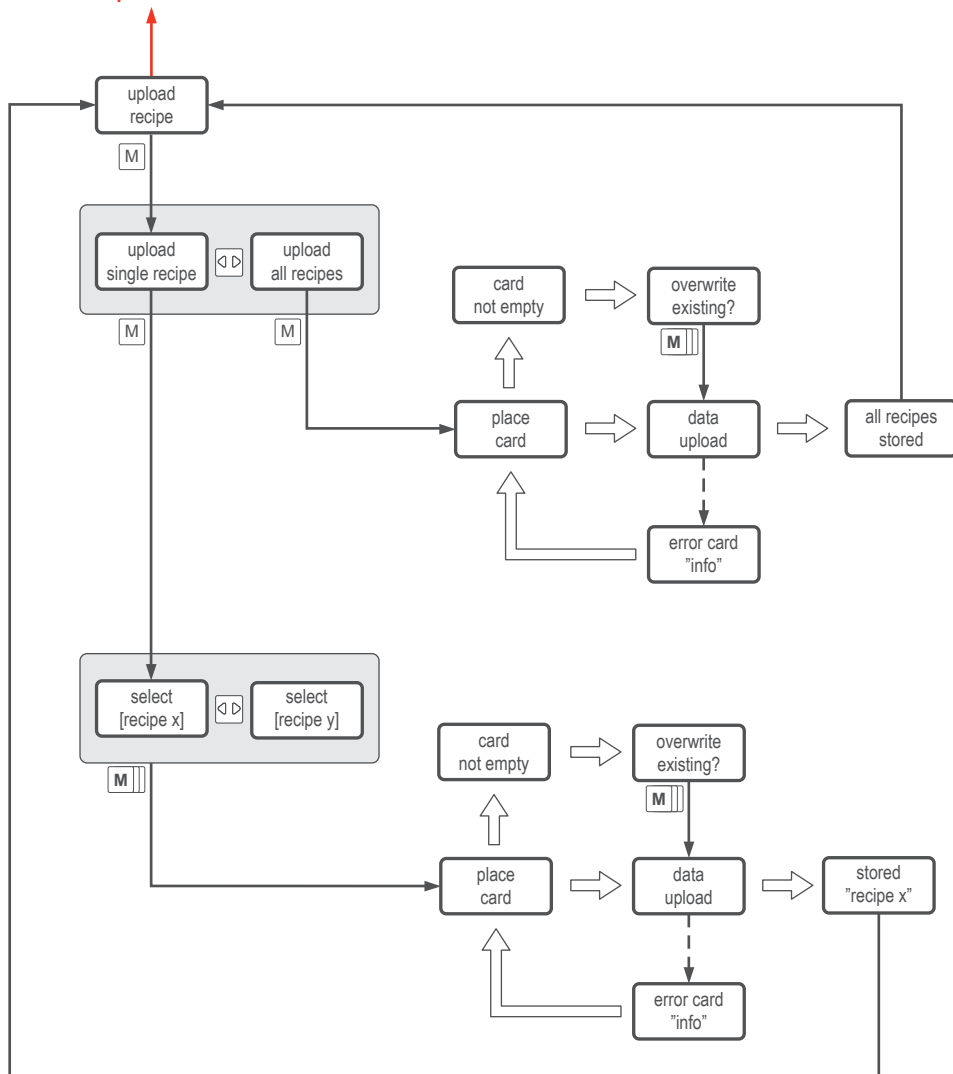 upload
recipe
M
upload
single recipe
upload
all recipes
M
M
card
not empty
overwrite
existing?
M
place
card
data
upload
all recipes
stored
error card
"info"
select
[recipe x]
select
[recipe y]
M
card
not empty
overwrite
existing?
M
place
card
data
upload
stored
"recipe x"
error card
"info"